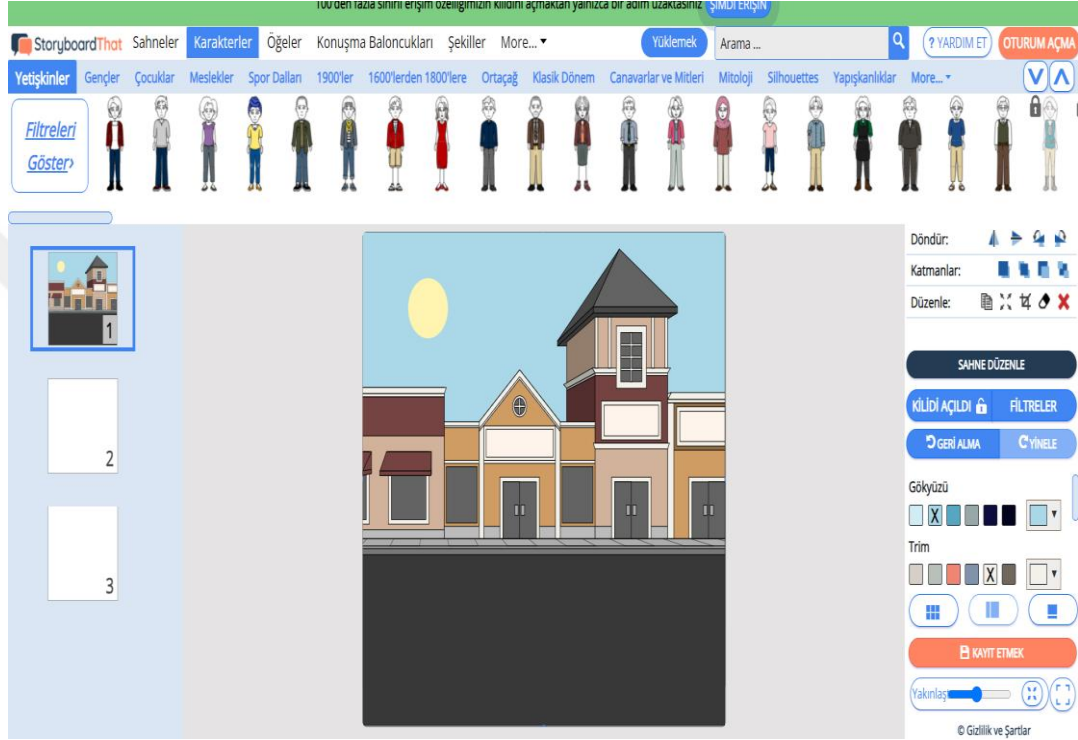 100'den fazla sınırlı erişim özelliğimizin kilidini açmaktan yalnızca bir adım uzaktasınız ŞİMDİ ERİŞİN
StoryboardThat Sahneler Karakterler Öğeler Konuşma Baloncukları Şekiller More... Yüklemek Arama ... ? YARDIM ET) OTURUM AÇMA
Yetişkinler Gençler Çocuklar Meslekler Spor Dalları 1900'ler 1600'lerden 1800'lere Ortaçağ Klasik Dönem Canavarlar ve Mitleri Mitoloji Silhouettes Yapışkanlıklar More...
Filtreleri
Göster›
Döndür:
Katmanlar:
Düzenle:
SAHNE DÜZENLE
KİLİDİ AÇILDI FİLTRELER
GERİ ALMA YİNELE
Gökyüzü
X
Trim
X
KAYIT ETMEK
Yakınlaş
© Gizlilik ve Şartlar
1
2
3